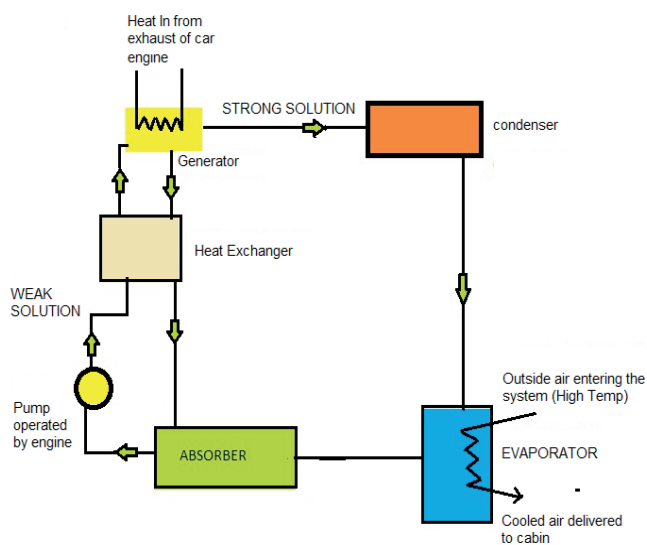 Heat In from
exhaust of car
engine
STRONG SOLUTION
condenser
Generator
Heat Exchanger
WEAK
SOLUTION
Pump
operated
by engine
ABSORBER
Outside air entering the
system (High Temp)
EVAPORATOR
Cooled air delivered
to cabin